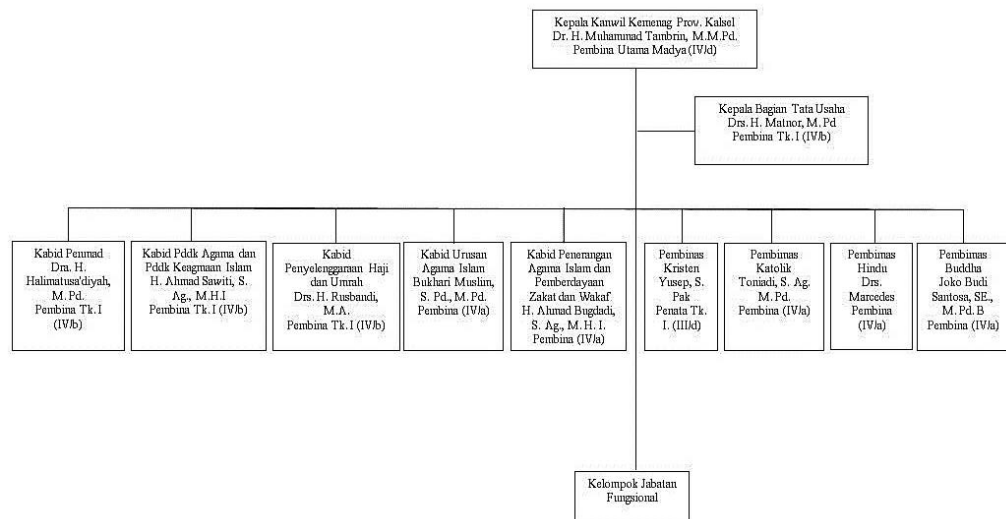 Kepala Kanwil Kemenag Prov. Kalsel
Dr. H. Muhammad Tambrin, M.M.Pd.
Pembina Utama Madya (IV/d)
Kepala Bagian Tata Usaha
Drs. H. Matnor, M. Pd
Pembina Tk. I (IV/b)
Kabid Penmad
Dra. H.
Halimatusa'diyah,
M. Pd.
Pembina Tk. I
(IV/b)
Kabid Pddk Agama dan
Pddk Keagmaan Islam
H. Ahmad Sawiti, S.
Ag., M.H.I
Pembina Tk. I (IV/b)
Kabid
Penyelenggaraan Haji
dan Umrah
Drs. H. Rusbandi,
M.A.
Pembina Tk. I (IV/b)
Kabid Urusan
Agama Islam
Bukhari Muslim,
S. Pd., M. Pd.
Pembina (IV/a)
Kabid Penerangan
Agama Islam dan
Pemberdayaan
Zakat dan Wakaf
H. Ahmad Bugdadi,
S. Ag., M. H. I.
Pembina (IV/a)
Pembinas
Kristen
Yusep, S.
Pak
Penata Tk.
I. (III/d)
Pembimas
Katolik
Toniadi, S. Ag.
M. Pd.
Pembina (IV/a)
Pembimas
Hindu
Drs.
Marcedes
Pembina
(IV/a)
Pembimas
Buddha
Joko Budi
Santosa, SE.,
M. Pd. B
Pembina (IV/a)
Kelompok Jabatan
Fungsional